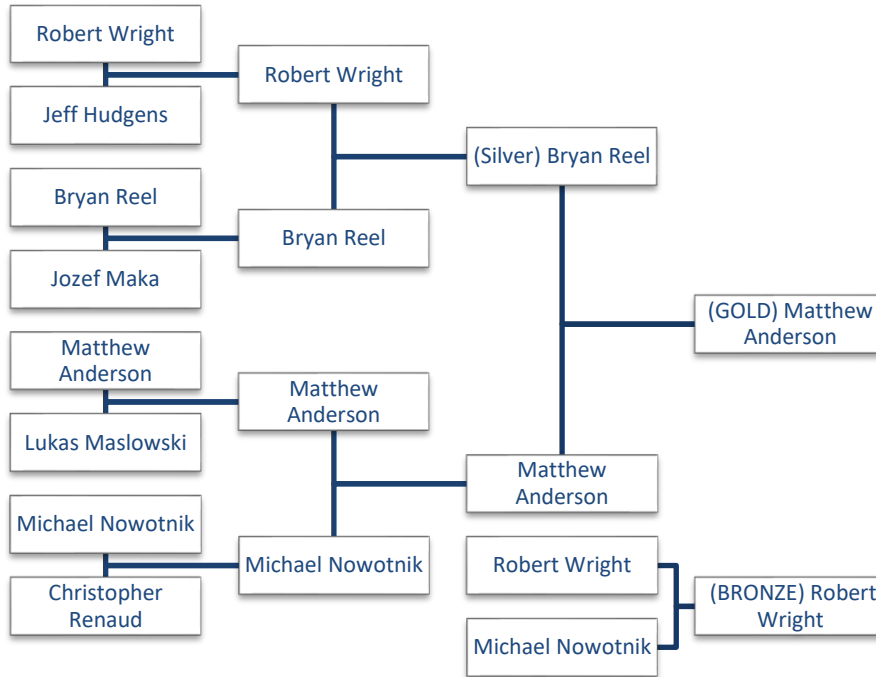 Robert Wright
Jeff Hudgens
Bryan Reel
Jozef Maka
Matthew
Anderson
Lukas Maslowski
Michael Nowotnik
Christopher
Renaud
Robert Wright
Bryan Reel
Matthew
Anderson
Michael Nowotnik
(Silver) Bryan Reel
Matthew
Anderson
Robert Wright
Michael Nowotnik
(GOLD) Matthew
Anderson
(BRONZE) Robert
Wright